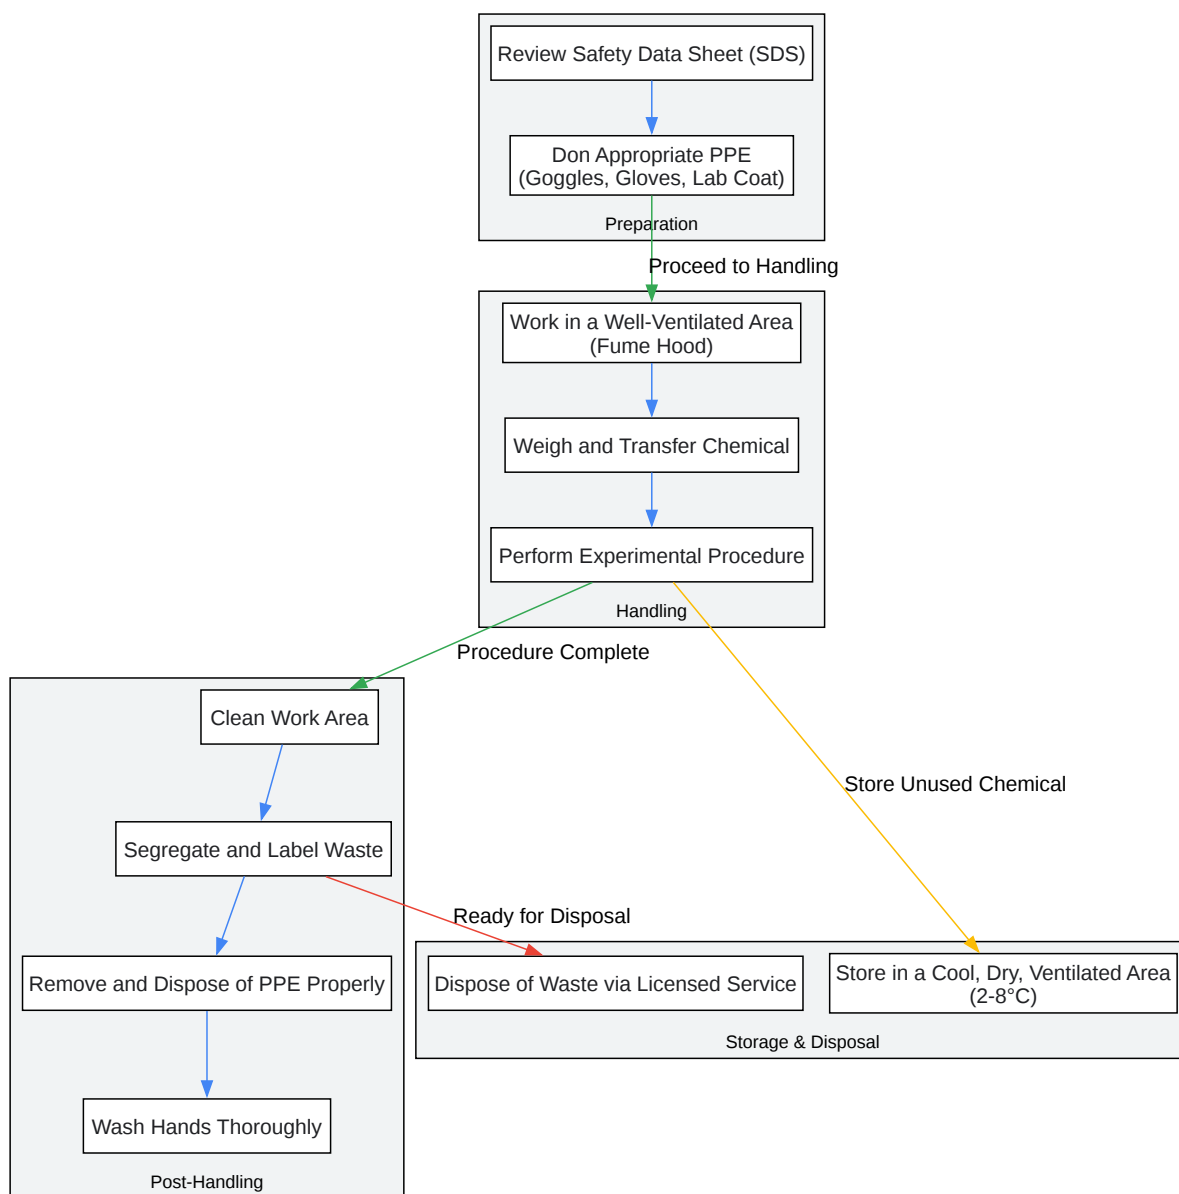 Review Safety Data Sheet (SDS)
Don Appropriate PPE
(Goggles, Gloves, Lab Coat)
Preparation
Proceed to Handling
Work in a Well-Ventilated Area
(Fume Hood)
Weigh and Transfer Chemical
Perform Experimental Procedure
Handling
Procedure Complete
Clean Work Area
Store Unused Chemical
Segregate and Label Waste
Ready for Disposal
Remove and Dispose of PPE Properly
Dispose of Waste via Licensed Service
Store in a Cool, Dry, Ventilated Area
(2-8°C)
Storage & Disposal
Wash Hands Thoroughly
Post-Handling